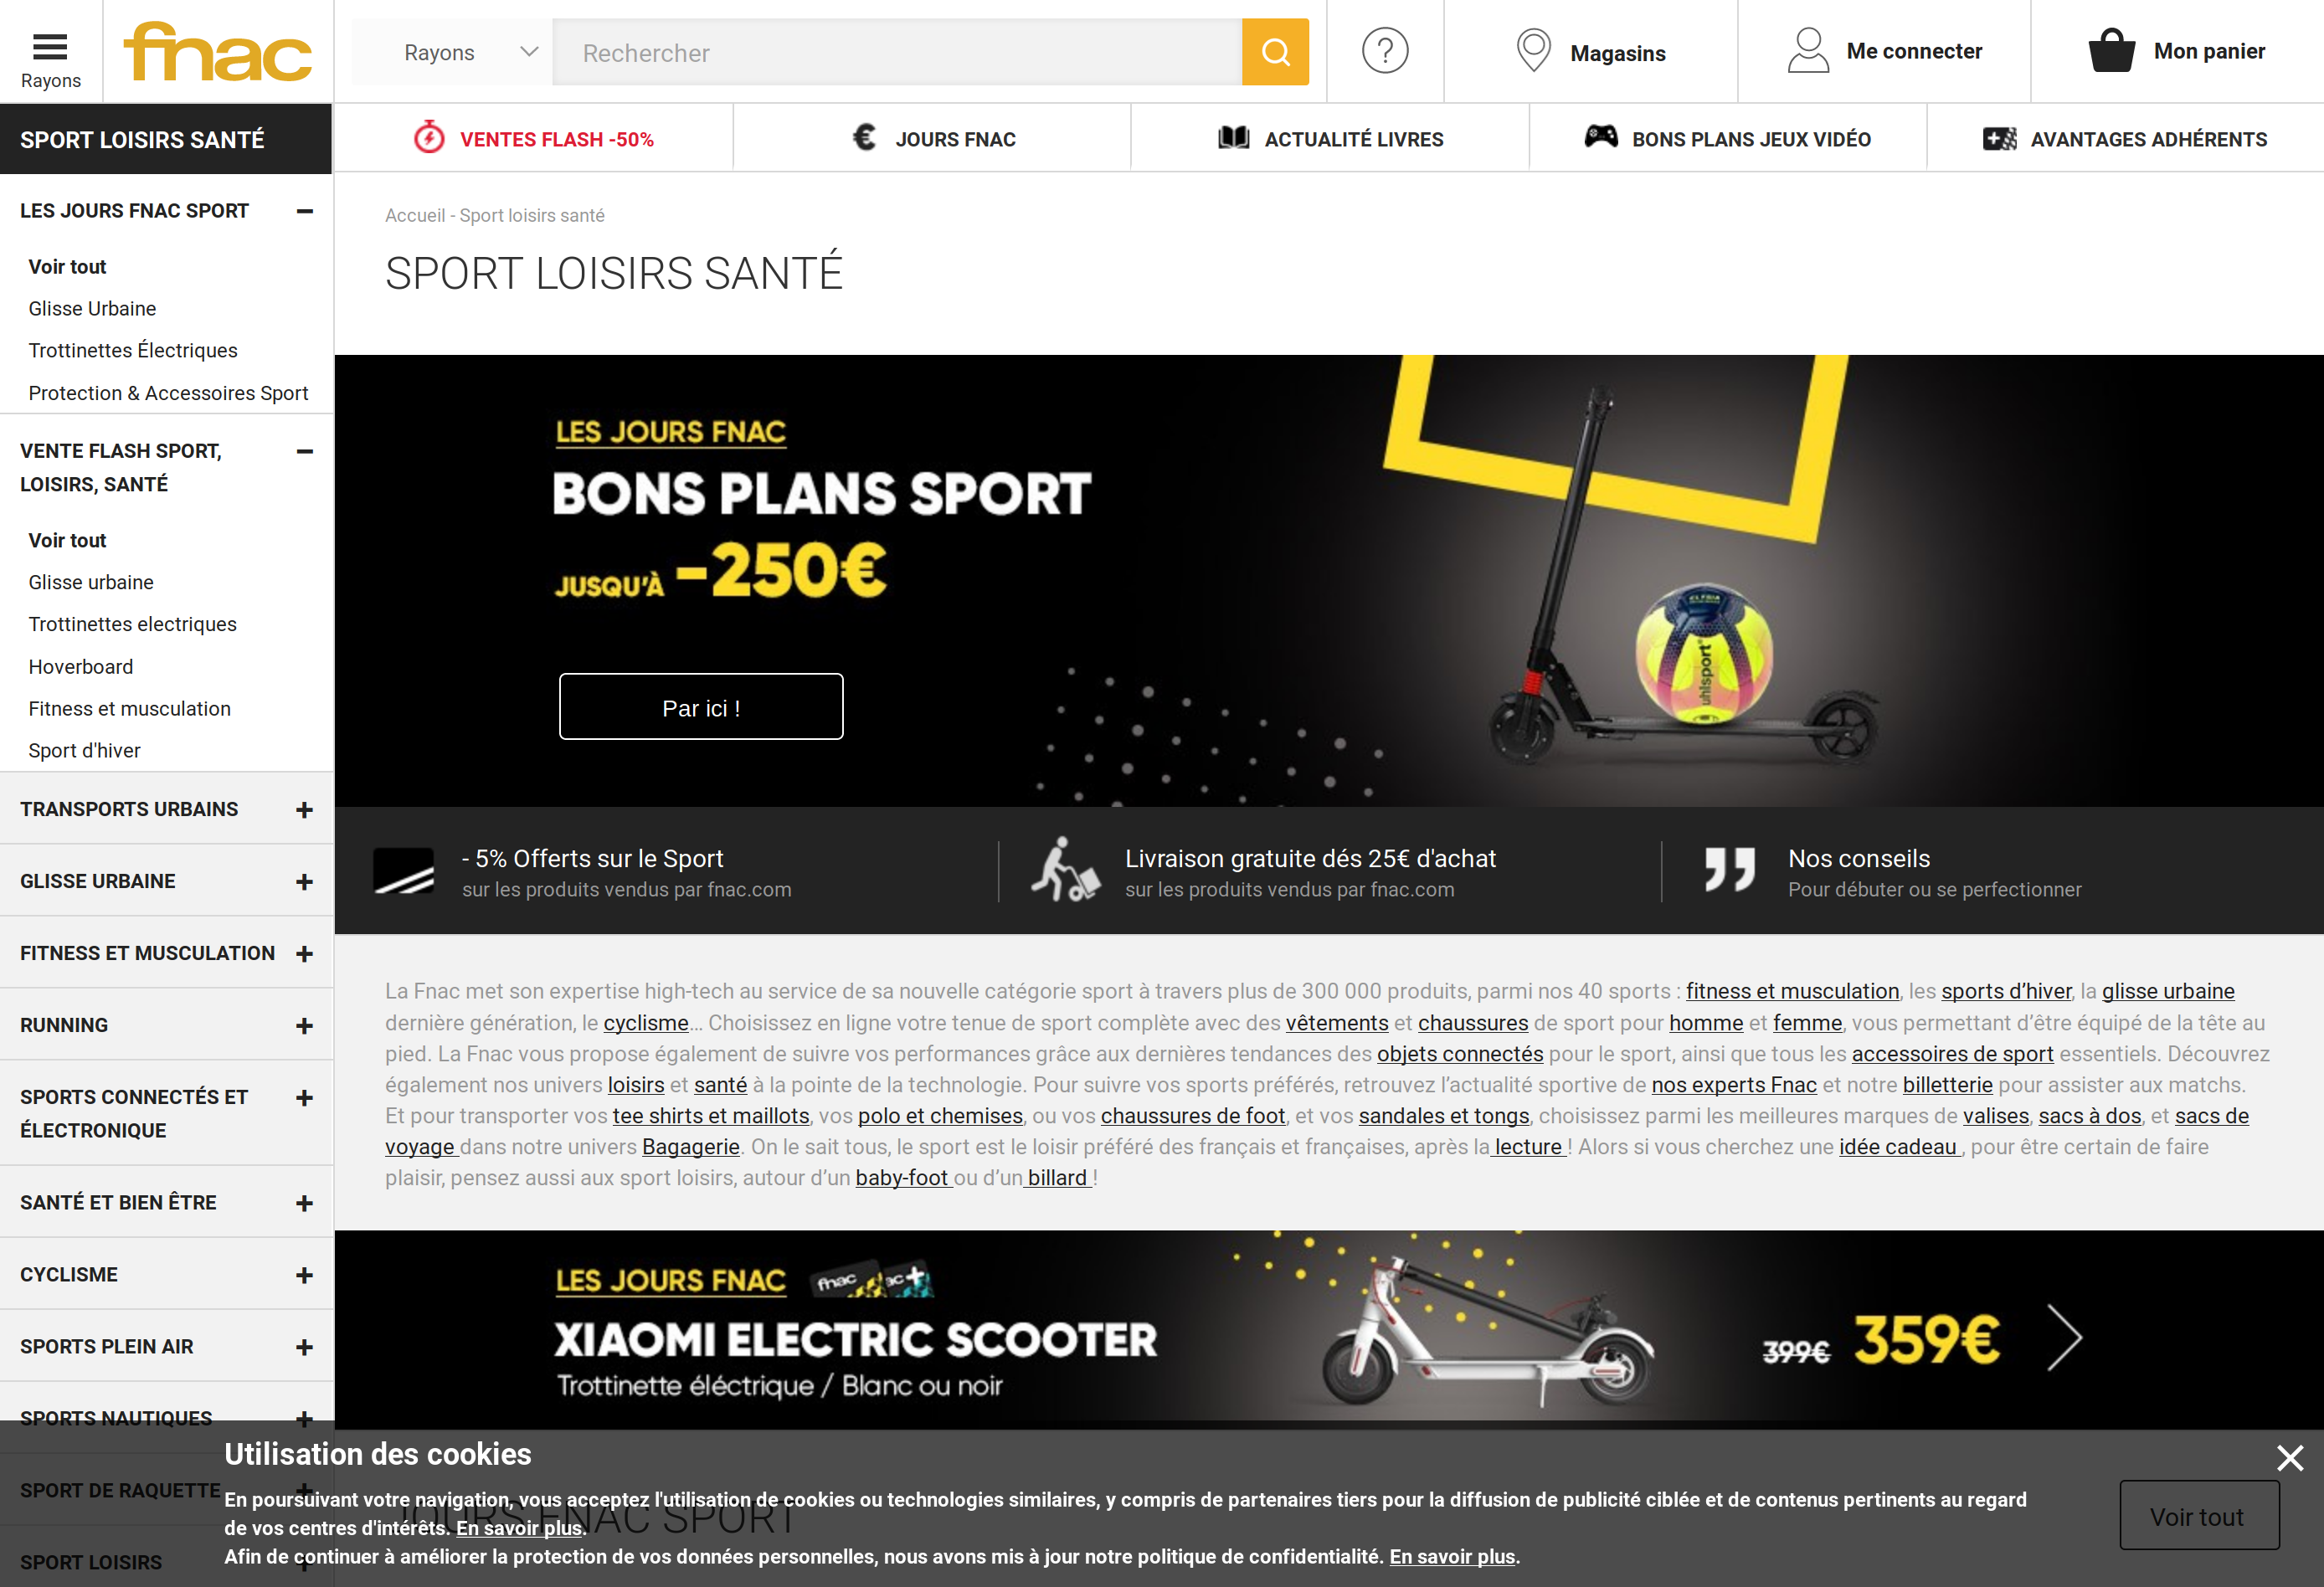 Rayons
fnac
Rayons
Rechercher
?
Magasins
Me connecter
Mon panier
SPORT LOISIRS SANTÉ
VENTES FLASH -50%
JOURS FNAC
ACTUALITÉ LIVRES
BONS PLANS JEUX VIDÉO
AVANTAGES ADHÉRENTS
LES JOURS FNAC SPORT
Voir tout
Glisse Urbaine
Trottinettes Électriques
Protection & Accessoires Sport
VENTE FLASH SPORT,
LOISIRS, SANTÉ
Voir tout
Glisse urbaine
Trottinettes electriques
Hoverboard
Fitness et musculation
Sport d'hiver
TRANSPORTS URBAINS
GLISSE URBAINE
FITNESS ET MUSCULATION
RUNNING
SPORTS CONNECTÉS ET
ÉLECTRONIQUE
SANTÉ ET BIEN ÊTRE
CYCLISME
SPORTS PLEIN AIR
SPORTS NAUTIQUES
SPORT DE RAQUETTE
SPORT LOISIRS
Accueil - Sport loisirs santé
SPORT LOISIRS SANTÉ
LES JOURS FNAC
BONS PLANS SPORT
JUSQU'À -250€
Par ici !
uhlsport
- 5% Offerts sur le Sport
sur les produits vendus par fnac.com
Livraison gratuite dés 25€ d'achat
sur les produits vendus par fnac.com
Nos conseils
Pour débuter ou se perfectionner
La Fnac met son expertise high-tech au service de sa nouvelle catégorie sport à travers plus de 300 000 produits, parmi nos 40 sports : fitness et musculation, les sports d’hiver, la glisse urbaine
dernière génération, le cyclisme… Choisissez en ligne votre tenue de sport complète avec des vêtements et chaussures de sport pour homme et femme, vous permettant d’être équipé de la tête au
pied. La Fnac vous propose également de suivre vos performances grâce aux dernières tendances des objets connectés pour le sport, ainsi que tous les accessoires de sport essentiels. Découvrez
également nos univers loisirs et santé à la pointe de la technologie. Pour suivre vos sports préférés, retrouvez l’actualité sportive de nos experts Fnac et notre billetterie pour assister aux matchs.
Et pour transporter vos tee shirts et maillots, vos polo et chemises, ou vos chaussures de foot, et vos sandales et tongs, choisissez parmi les meilleures marques de valises, sacs à dos, et sacs de
voyage dans notre univers Bagagerie. On le sait tous, le sport est le loisir préféré des français et françaises, après la lecture ! Alors si vous cherchez une idée cadeau , pour être certain de faire
plaisir, pensez aussi aux sport loisirs, autour d’un baby-foot ou d’un billard !
LES JOURS FNAC
fnac
XIAOMI ELECTRIC SCOOTER
Trottinette éléctrique / Blanc ou noir
399€ 359€
JOURS FNAC SPORT
Voir tout
Utilisation des cookies
En poursuivant votre navigation, vous acceptez l'utilisation de cookies ou technologies similaires, y compris de partenaires tiers pour la diffusion de publicité ciblée et de contenus pertinents au regard
de vos centres d'intérêts. En savoir plus.
Afin de continuer à améliorer la protection de vos données personnelles, nous avons mis à jour notre politique de confidentialité. En savoir plus.